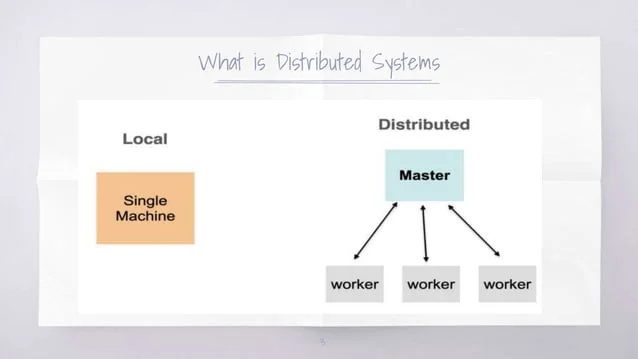 What is Distributed Systems
Local
Single
Machine
Distributed
Master
worker
worker
worker